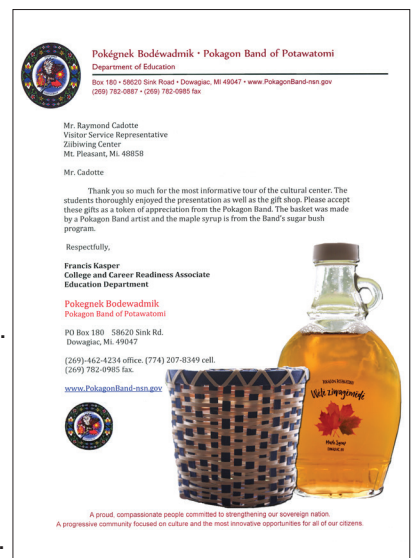 Pokégnek Bodéwadmik • Pokagon Band of Potawatomi
Department of Education
Box 180 • 58620 Sink Road • Dowagiac, MI 49047 • www.PokagonBand-nsn.gov
(269) 782-0887 • (269) 782-0985 fax
Mr. Raymond Cadotte
Visitor Service Representative
Ziibiwing Center
Mt. Pleasant, Mi. 48858
Mr. Cadotte
Thank you so much for the most informative tour of the cultural center. The
students thoroughly enjoyed the presentation as well as the gift shop. Please accept
these gifts as a token of appreciation from the Pokagon Band. The basket was made
by a Pokagon Band artist and the maple syrup is from the Band's sugar bush
program.
Respectfully,
Francis Kasper
College and Career Readiness Associate
Education Department
Pokegnek Bodewadmik
Pokagon Band of Potawatomi
PO Box 180 58620 Sink Rd.
Dowagiac, Mi. 49047
(269)-462-4234 office. (774) 207-8349 cell.
(269) 782-0985 fax.
www.PokagonBand-nsn.gov
Maple Syrup
A proud, compassionate people committed to strengthening our sovereign nation.
A progressive community focused on culture and the most innovative opportunities for all of our citizens.